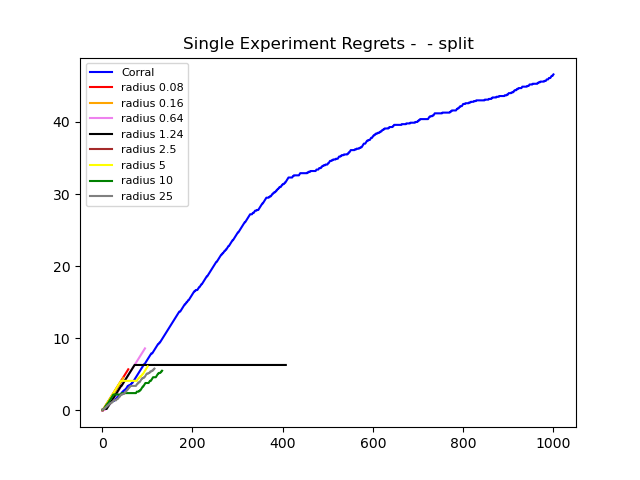 Single Experiment Regrets -  - split
Corral
radius 0.08
radius 0.16
radius 0.64
radius 1.24
radius 2.5
radius 5
radius 10
radius 25
40
30
20
10
0
0 200 400 600 800 1000